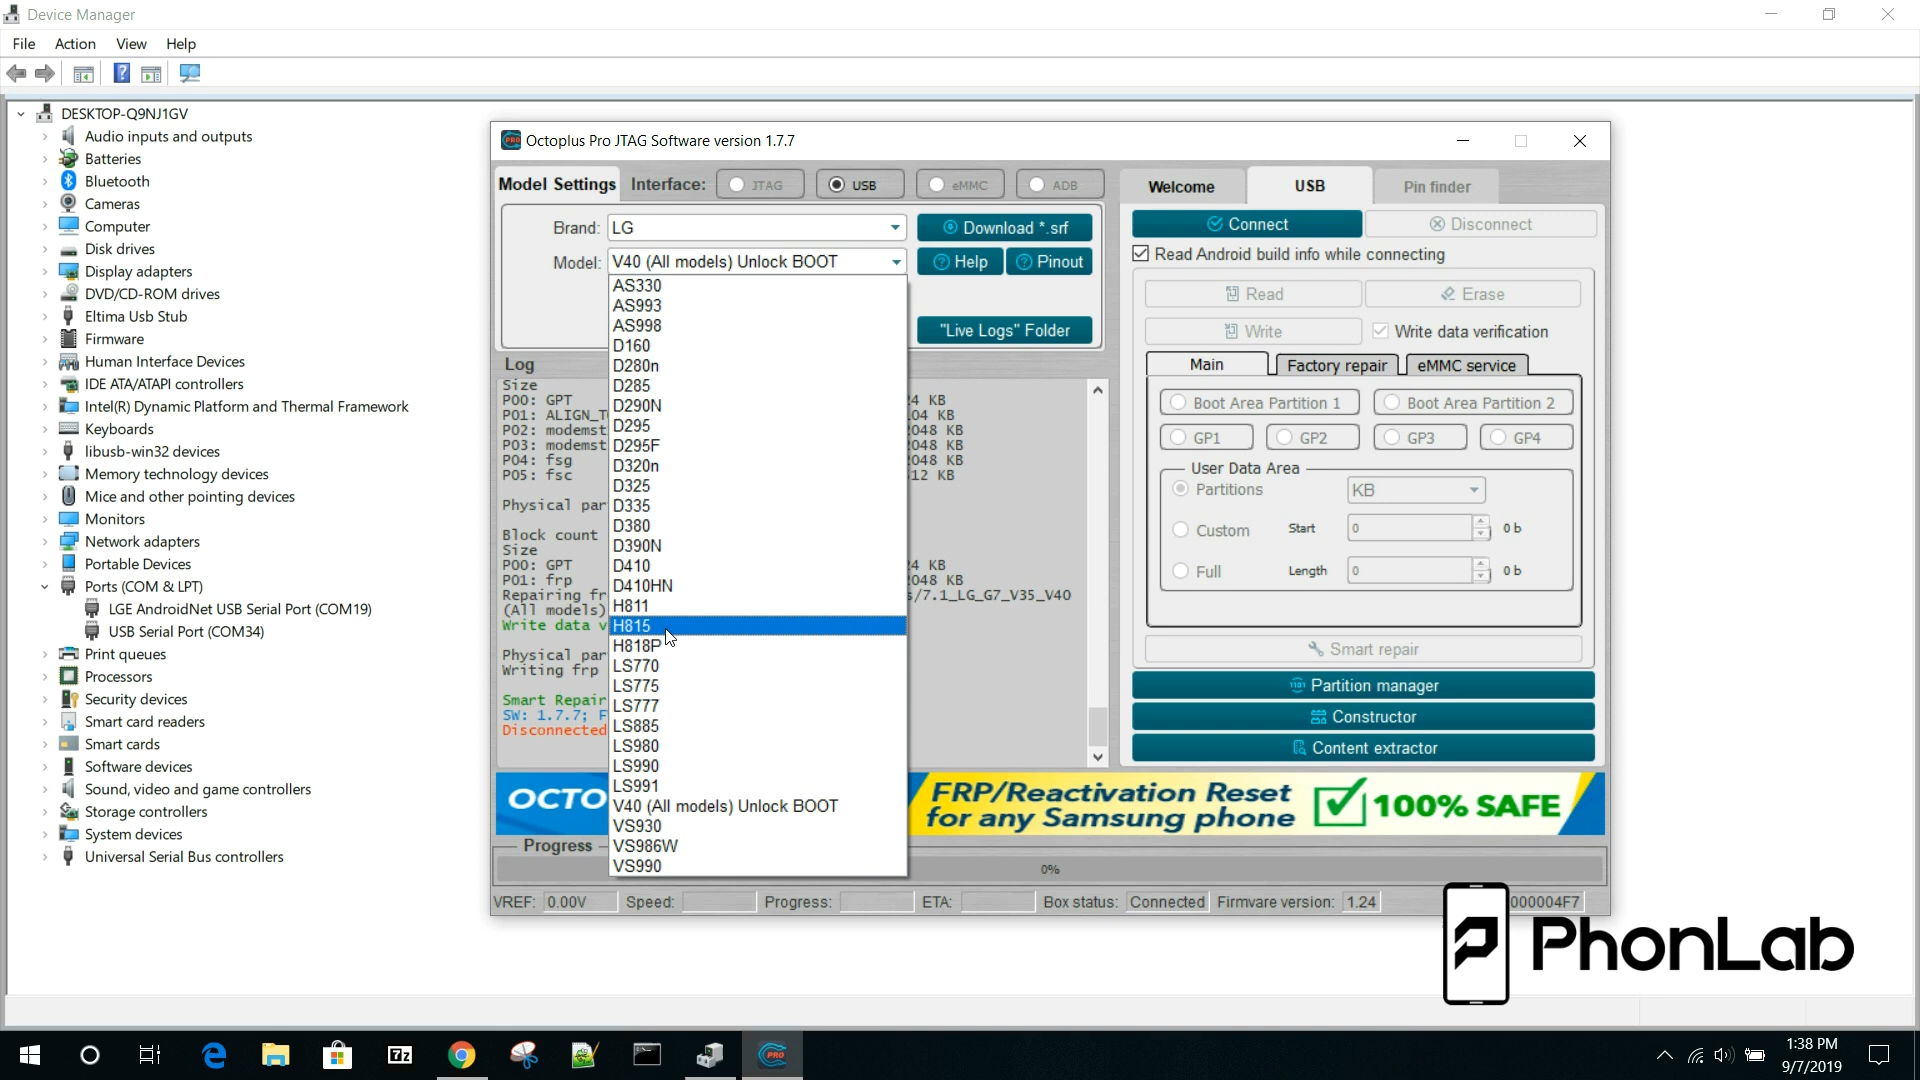 Device Manager
File Action View Help
DESKTOP-Q9NJ1GV
Audio inputs and outputs
Batteries
Bluetooth
Cameras
Computer
Disk drives
Display adapters
DVD/CD-ROM drives
Eltima Usb Stub
Firmware
Human Interface Devices
IDE ATA/ATAPI controllers
Intel(R) Dynamic Platform and Thermal Framework
Keyboards
libusb-win32 devices
Memory technology devices
Mice and other pointing devices
Monitors
Network adapters
Portable Devices
Ports (COM & LPT)
LGE AndroidNet USB Serial Port (COM19)
USB Serial Port (COM34)
Print queues
Processors
Security devices
Smart card readers
Smart cards
Software devices
Sound, video and game controllers
Storage controllers
System devices
Universal Serial Bus controllers
Octoplus Pro JTAG Software version 1.7.7
Model Settings Interface: JTAG USB eMMC ADB
Brand: LG Download *.srf
Model: V40 (All models) Unlock BOOT Help Pinout
"Live Logs" Folder
AS330
AS993
AS998
D160
D280n
D285
D290N
D295
D295F
D320n
D325
D335
D380
D390N
D410
D410HN
H811
H815
H818P
LS770
LS775
LS777
LS885
LS980
LS990
LS991
V40 (All models) Unlock BOOT
VS930
VS986W
VS990
Log
Size
P00: GPT 4 KB
P01: ALIGN_T 04 KB
P02: modemst 048 KB
P03: modemst 048 KB
P04: fsg 048 KB
P05: fsc 12 KB
Physical par
Block count
Size
P00: GPT 4 KB
P01: frp 2048 KB
Repairing fr s/7.1_LG_G7_V35_V40
(All models)
Write data v
Physical par
Writing frp
Smart Repair
SW: 1.7.7; F
Disconnected
Welcome USB Pin finder
Connect Disconnect
Read Android build info while connecting
Read Erase
Write Write data verification
Main Factory repair eMMC service
Boot Area Partition 1 Boot Area Partition 2
GP1 GP2 GP3 GP4
User Data Area
Partitions KB
Custom Start 0 0 b
Full Length 0 0 b
Smart repair
Partition manager
Constructor
Content extractor
OCTO
FRP/Reactivation Reset
for any Samsung phone
100% SAFE
Progress
0%
VREF: 0.00V Speed: Progress: ETA: Box status: Connected Firmware version: 1.24 000004F7
PhonLab
7z
PRO
1:38 PM
9/7/2019